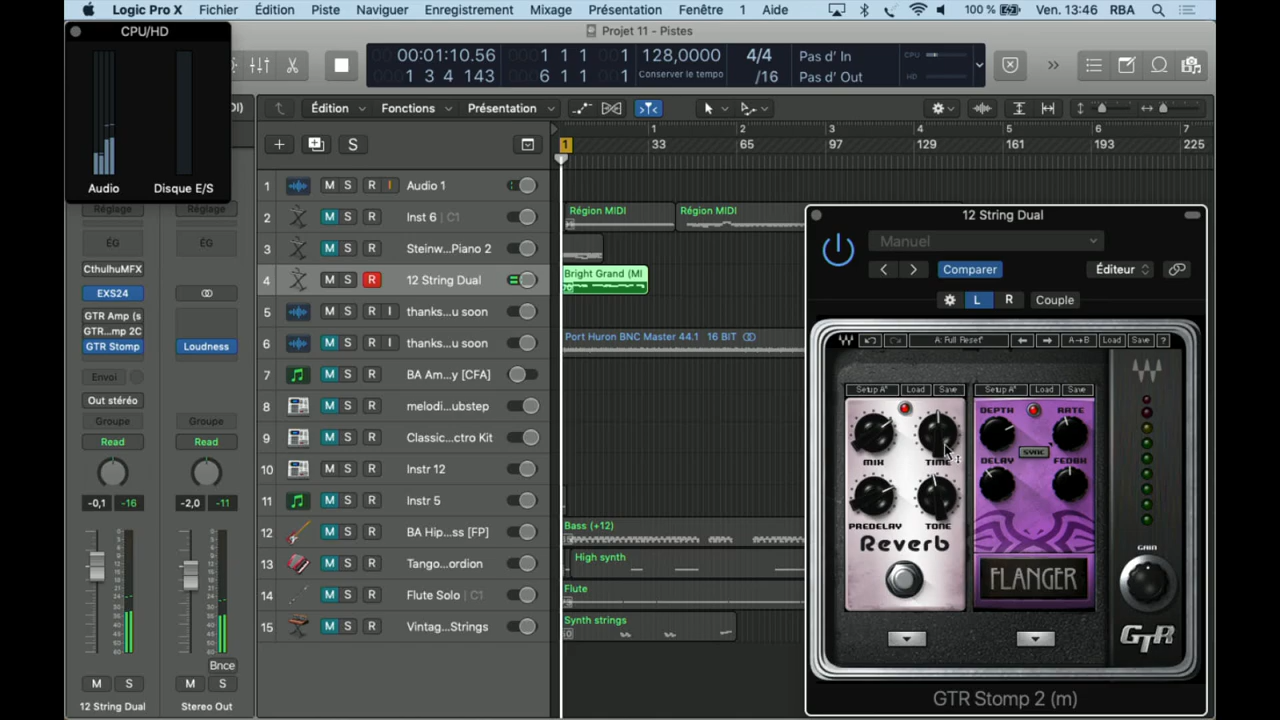 Logic Pro X Fichier Édition Piste Naviguer Enregistrement Mixage Présentation Fenêtre 1 Aide 100 % Ven. 13:46 RBA
CPU/HD
Audio Disque E/S
Projet 11 - Pistes
00:01:10.56 1 1 1 1 128,0000 4/4 Pas d' In CPU
1 3 4 143 6 1 1 1 Conserver le tempo /16 Pas d' Out HD
Édition Fonctions Présentation
1 2 3 4 5 6 7
1 33 65 97 129 161 193 225
S
Réglage Réglage
ÉG ÉG
CthulhuMFX
EXS24
GTR Amp (s
GTR...mp 2C
GTR Stomp Loudness
Envoi
Out stéréo
Groupe Groupe
Read Read
-0,1 -16 -2,0 -11
Bnce
M S M S
12 String Dual Stereo Out
1 M S R I Audio 1
2 M S R Inst 6 | C1 Région MIDI Région MIDI
3 M S R Steinw...Piano 2
4 M S R 12 String Dual Bright Grand (MI
5 M S R I thanks...u soon
6 M S R I thanks...u soon Port Huron BNC Master 44.1 16 BIT
7 M S R BA Am...y [CFA]
8 M S R melodi...ubstep
9 M S R Classic...ctro Kit
10 M S R Instr 12
11 M S R Instr 5
12 M S R BA Hip...ss [FP] Bass (+12)
13 M S R Tango...ordion High synth
14 M S R Flute Solo | C1 Flute
15 M S R Vintag...Strings Synth strings
12 String Dual
Manuel
Comparer Éditeur
L R Couple
A: Full Reset* A->B Load Save ?
Setup A* Load Save Setup A* Load Save
MIX TIME
PREDELAY TONE
Reverb
DEPTH RATE
SYNC
DELAY FEDBK
FLANGER
GAIN
GTR
GTR Stomp 2 (m)